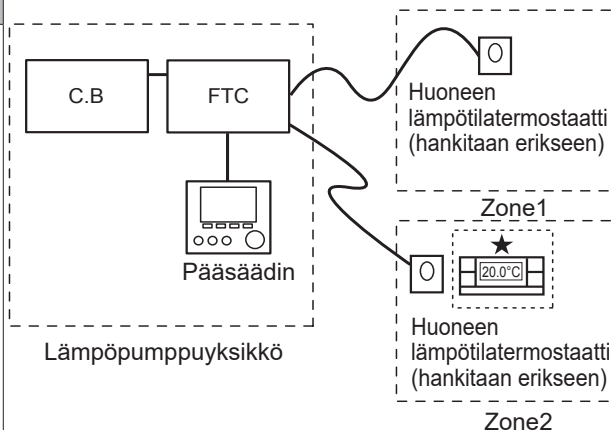 C.B
FTC
Pääsäädin
Lämpöpumppuyksikkö
Huoneen
lämpötilatermostaatti
(hankitaan erikseen)
Zone1
20.0°C
Huoneen
lämpötilatermostaatti
(hankitaan erikseen)
Zone2